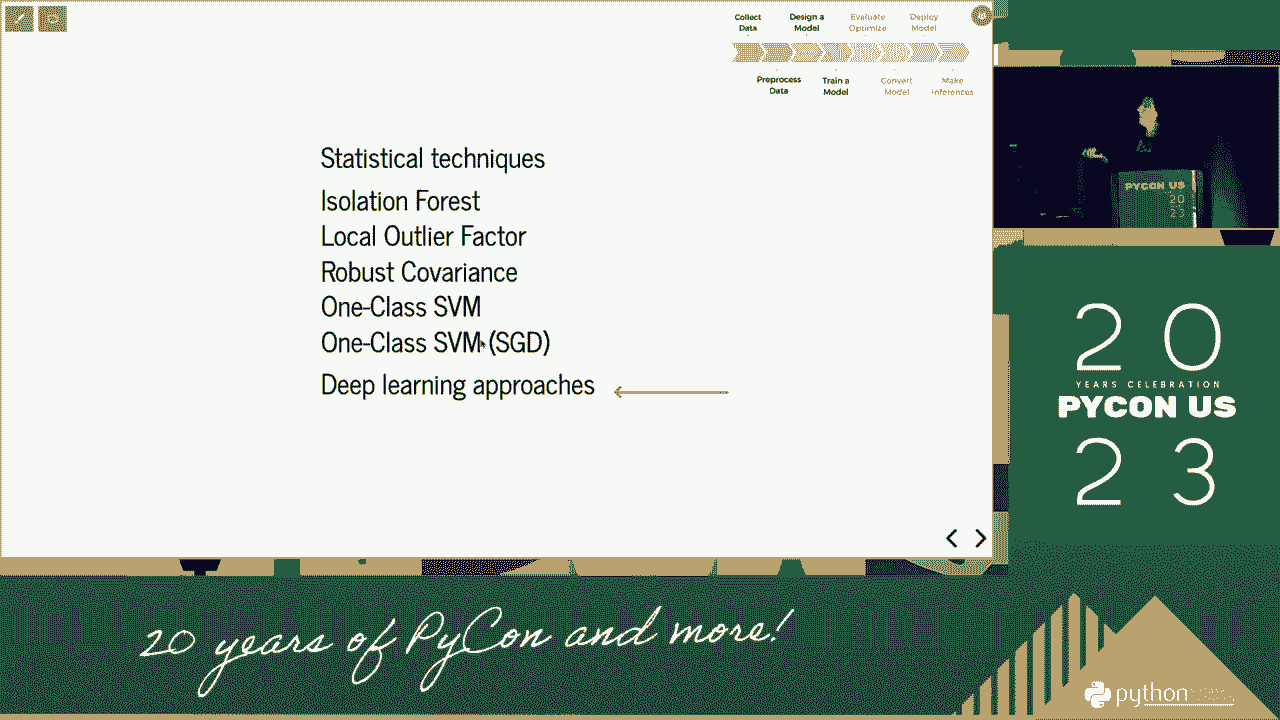 Collect
Data
Design a
Model
Evaluate
Optimize
Deploy
Model
Preprocess
Data
Train a
Model
Convert
Model
Make
Inferences
Statistical techniques
Isolation Forest
Local Outlier Factor
Robust Covariance
One-Class SVM
One-Class SVM (SGD)
Deep learning approaches
PYCON US
20
23
20
YEARS CELEBRATION
PYCON US
23
20 years of PyCon and more!
python